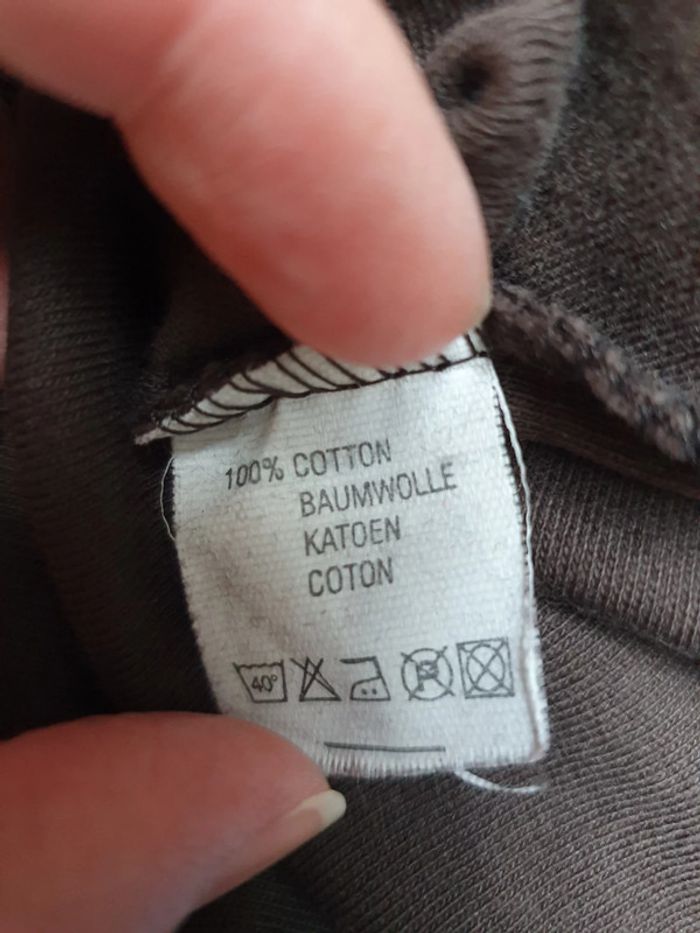 100% COTTON
BAUMWOLLE
KATOEN
COTON
40°
P